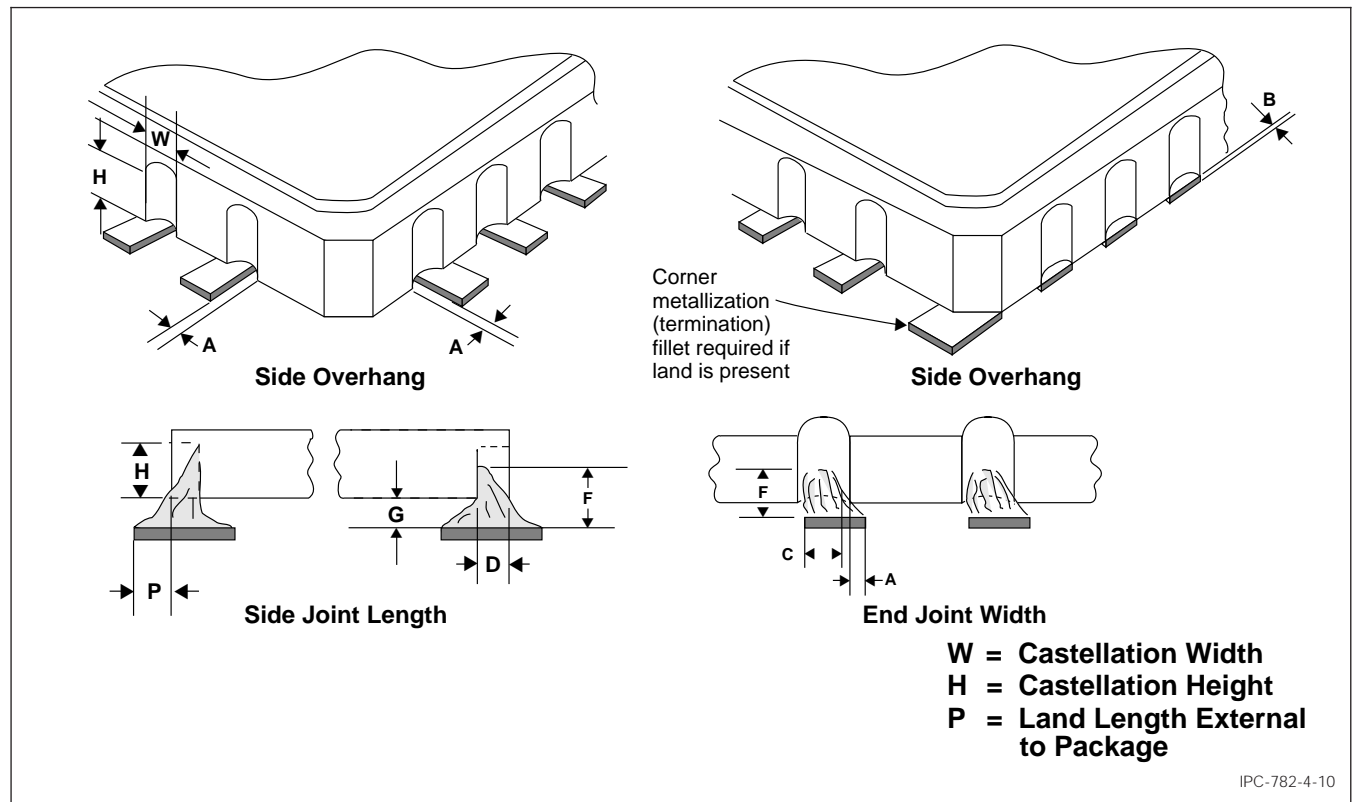 W
H
A
A
Side Overhang
B
Corner
metallization
(termination)
fillet required if
land is present
Side Overhang
H
P
G
D
F
Side Joint Length
F
C
A
End Joint Width
W = Castellation Width
H = Castellation Height
P = Land Length External
to Package
IPC-782-4-10